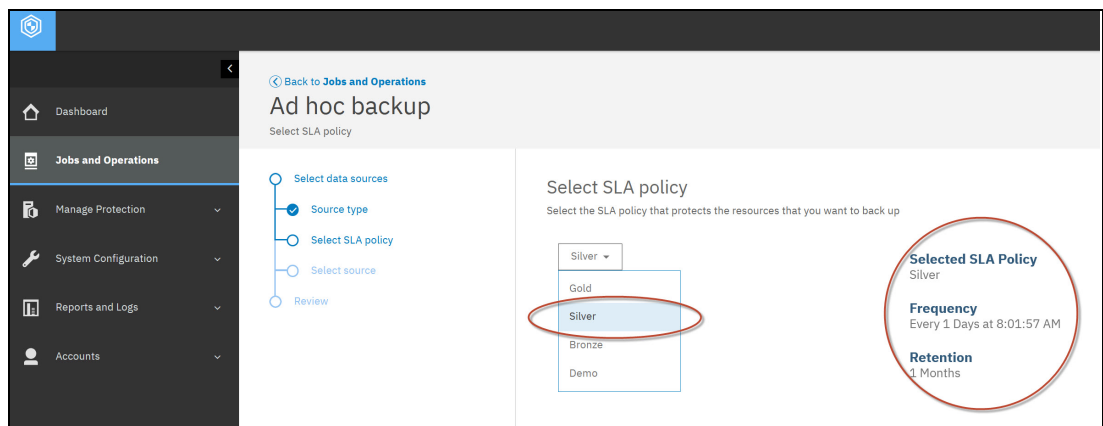 Back to Jobs and Operations
Ad hoc backup
Select SLA policy
Dashboard
Jobs and Operations
Manage Protection
System Configuration
Reports and Logs
Accounts
Select data sources
Source type
Select SLA policy
Select source
Review
Select SLA policy
Select the SLA policy that protects the resources that you want to back up
Silver
Gold
Silver
Bronze
Demo
Selected SLA Policy
Silver
Frequency
Every 1 Days at 8:01:57 AM
Retention
1 Months